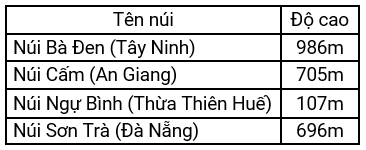 Tên núi Độ cao
Núi Bà Đen (Tây Ninh) 986m
Núi Cấm (An Giang) 705m
Núi Ngự Bình (Thừa Thiên Huế) 107m
Núi Sơn Trà (Đà Nẵng) 696m